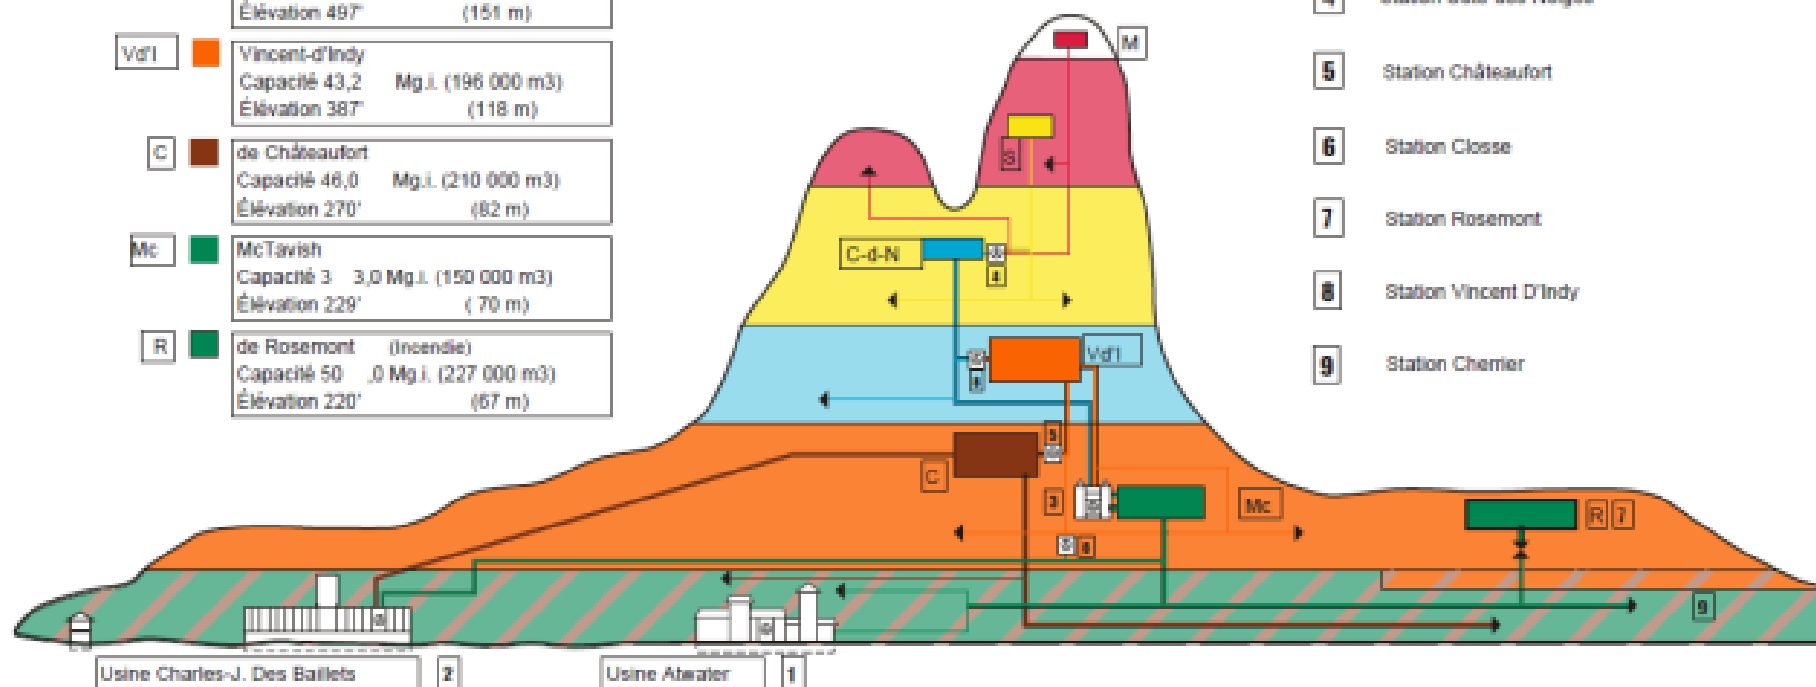 Élévation 497' (151 m)
Vd'I Vincent-d'Indy
Capacité 43,2 Mg.i. (196 000 m3)
Élévation 387' (118 m)
C de Châteaufort
Capacité 46,0 Mg.i. (210 000 m3)
Élévation 270' (82 m)
Mc McTavish
Capacité 3 3,0 Mg.i. (150 000 m3)
Élévation 229' ( 70 m)
R de Rosemont (Incendie)
Capacité 50 ,0 Mg.i. (227 000 m3)
Élévation 220' (67 m)
M
S
C-d-N
4
Vd'I
8
5
C
3
Mc
6
R 7
9
Usine Charles-J. Des Baillets 2
Usine Atwater 1
4 Station
5 Station Châteaufort
6 Station Closse
7 Station Rosemont
8 Station Vincent D'Indy
9 Station Cherrier